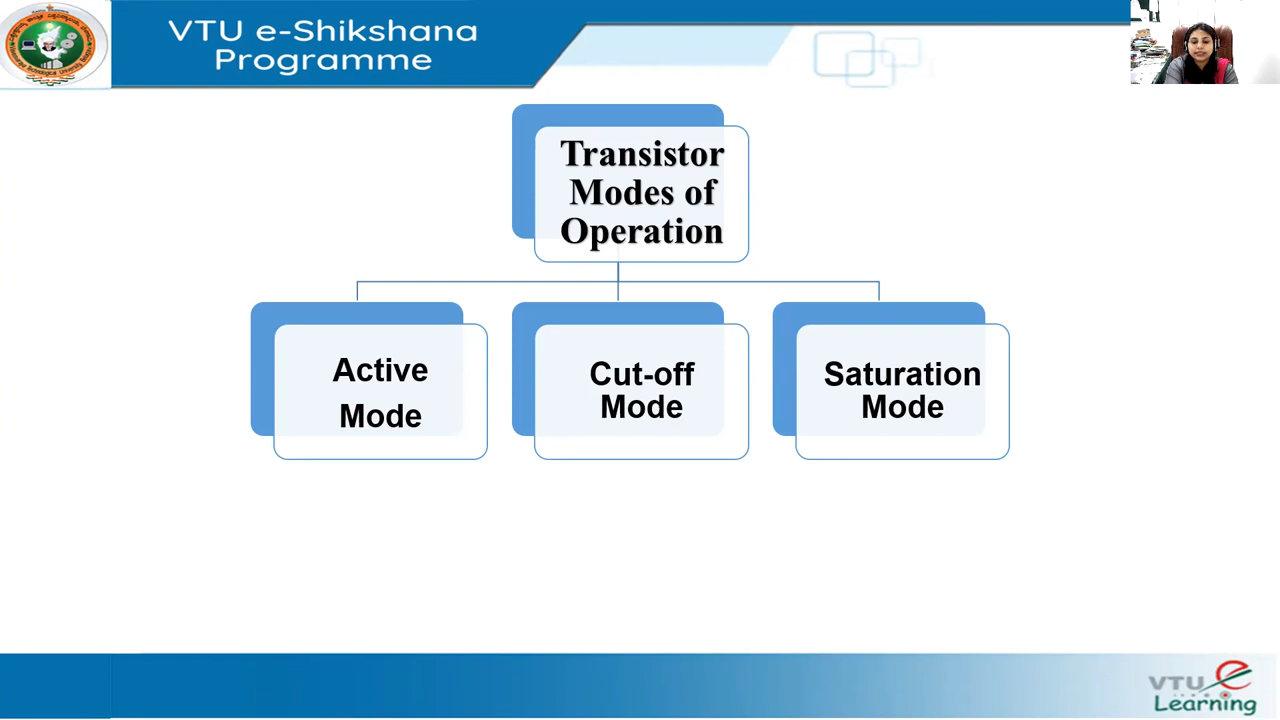 VTU e-Shikshana
Programme
Transistor
Modes of
Operation
Active
Mode
Cut-off
Mode
Saturation
Mode
VTU e
Learning